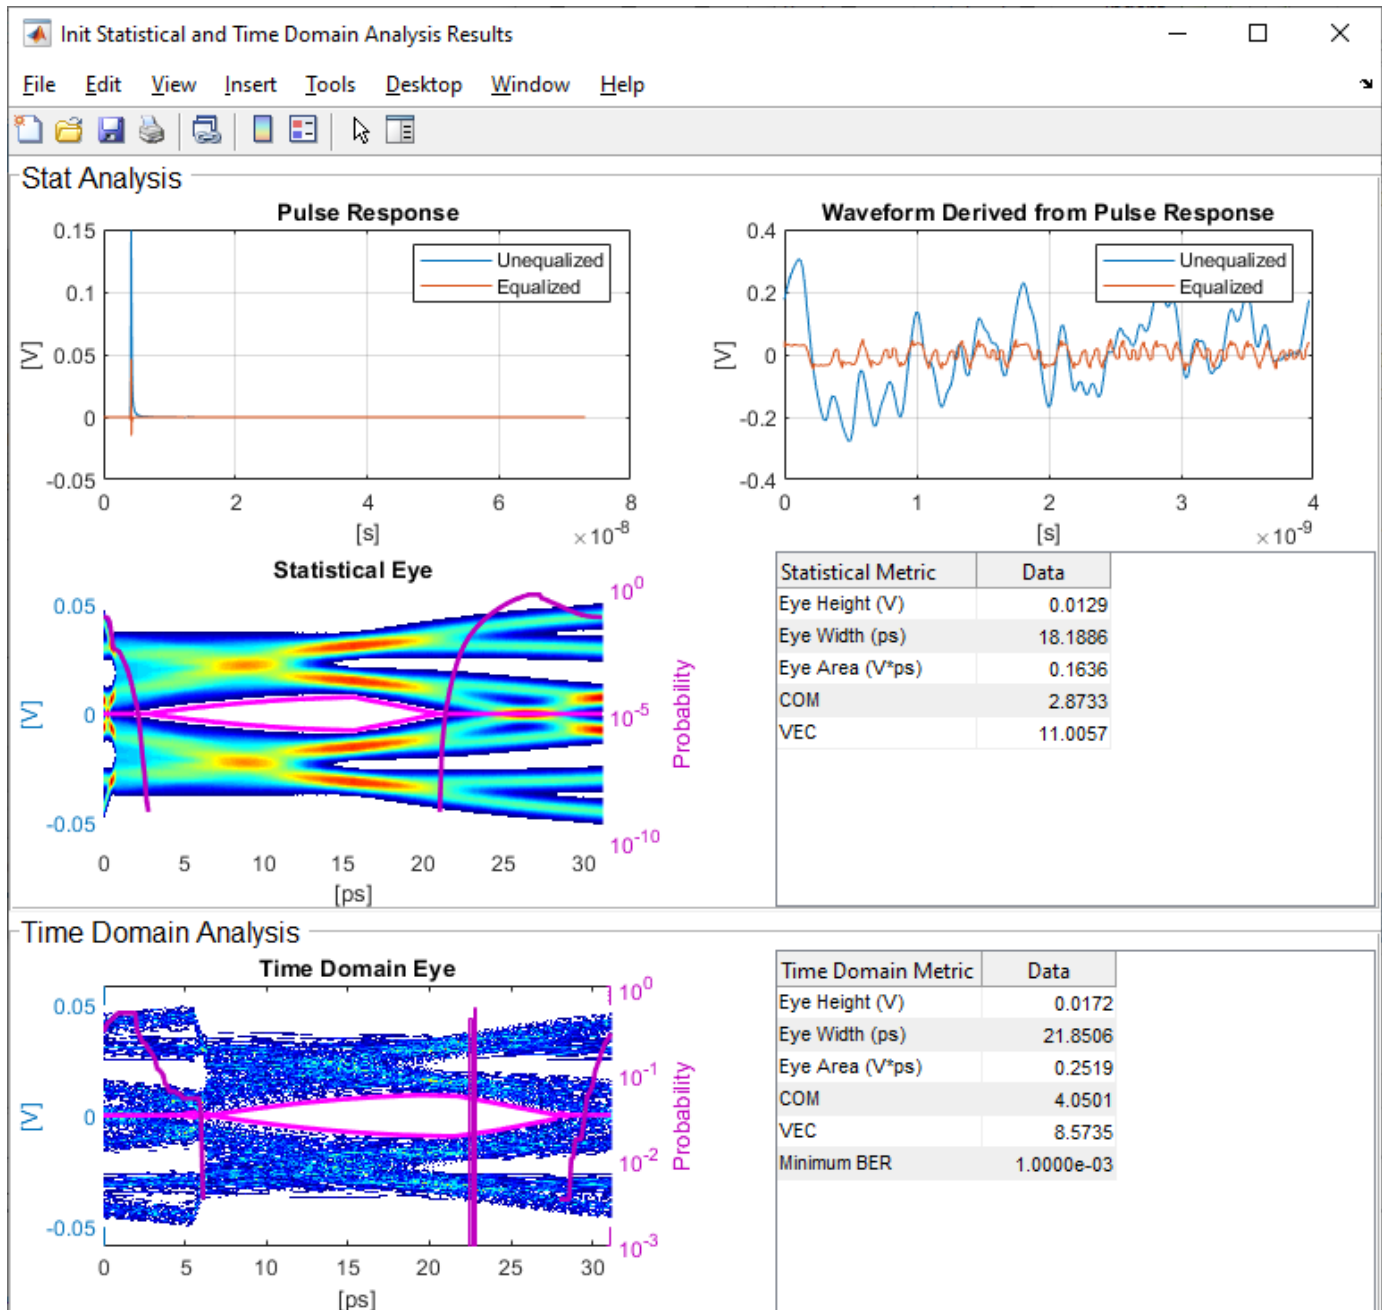 Init Statistical and Time Domain Analysis Results
File Edit View Insert Tools Desktop Window Help
Stat Analysis
Pulse Response
0.15
0.1
0.05
0
-0.05
[V]
Unequalized
Equalized
0 2 4 6 8
[s]
×10^-8
Waveform Derived from Pulse Response
0.4
0.2
0
-0.2
-0.4
[V]
Unequalized
Equalized
0 1 2 3 4
[s]
×10^-9
Statistical Eye
0.05
0
-0.05
[V]
10^0
10^-5
10^-10
Probability
0 5 10 15 20 25 30
[ps]
Statistical Metric Data
Eye Height (V) 0.0129
Eye Width (ps) 18.1886
Eye Area (V*ps) 0.1636
COM 2.8733
VEC 11.0057
Time Domain Analysis
Time Domain Eye
0.05
0
-0.05
[V]
10^0
10^-1
10^-2
10^-3
Probability
0 5 10 15 20 25 30
[ps]
Time Domain Metric Data
Eye Height (V) 0.0172
Eye Width (ps) 21.8506
Eye Area (V*ps) 0.2519
COM 4.0501
VEC 8.5735
Minimum BER 1.0000e-03